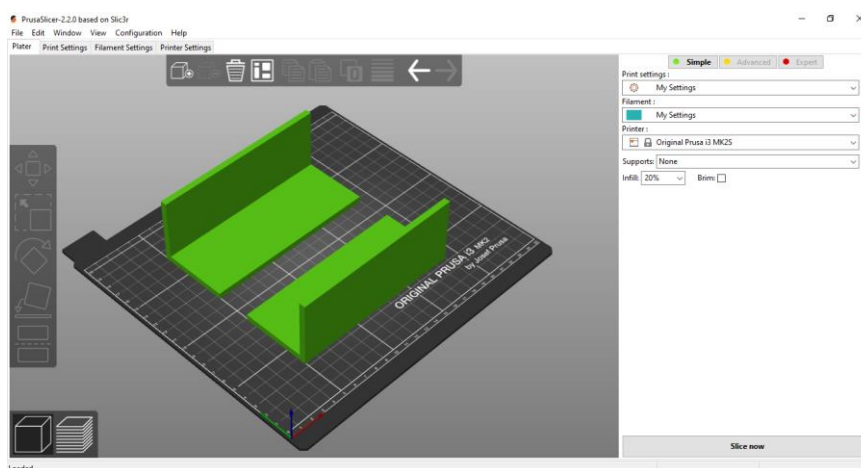 PrusaSlicer-2.2.0 based on Slic3r
File Edit Window View Configuration Help
Plater Print Settings Filament Settings Printer Settings
Simple Advanced Expert
Print settings :
My Settings
Filament :
My Settings
Printer :
Original Prusa i3 MK2S
Supports: None
Infill: 20% Brim:
ORIGINAL PRUSA i3 MK2
by Josef Prusa
Slice now
Loaded